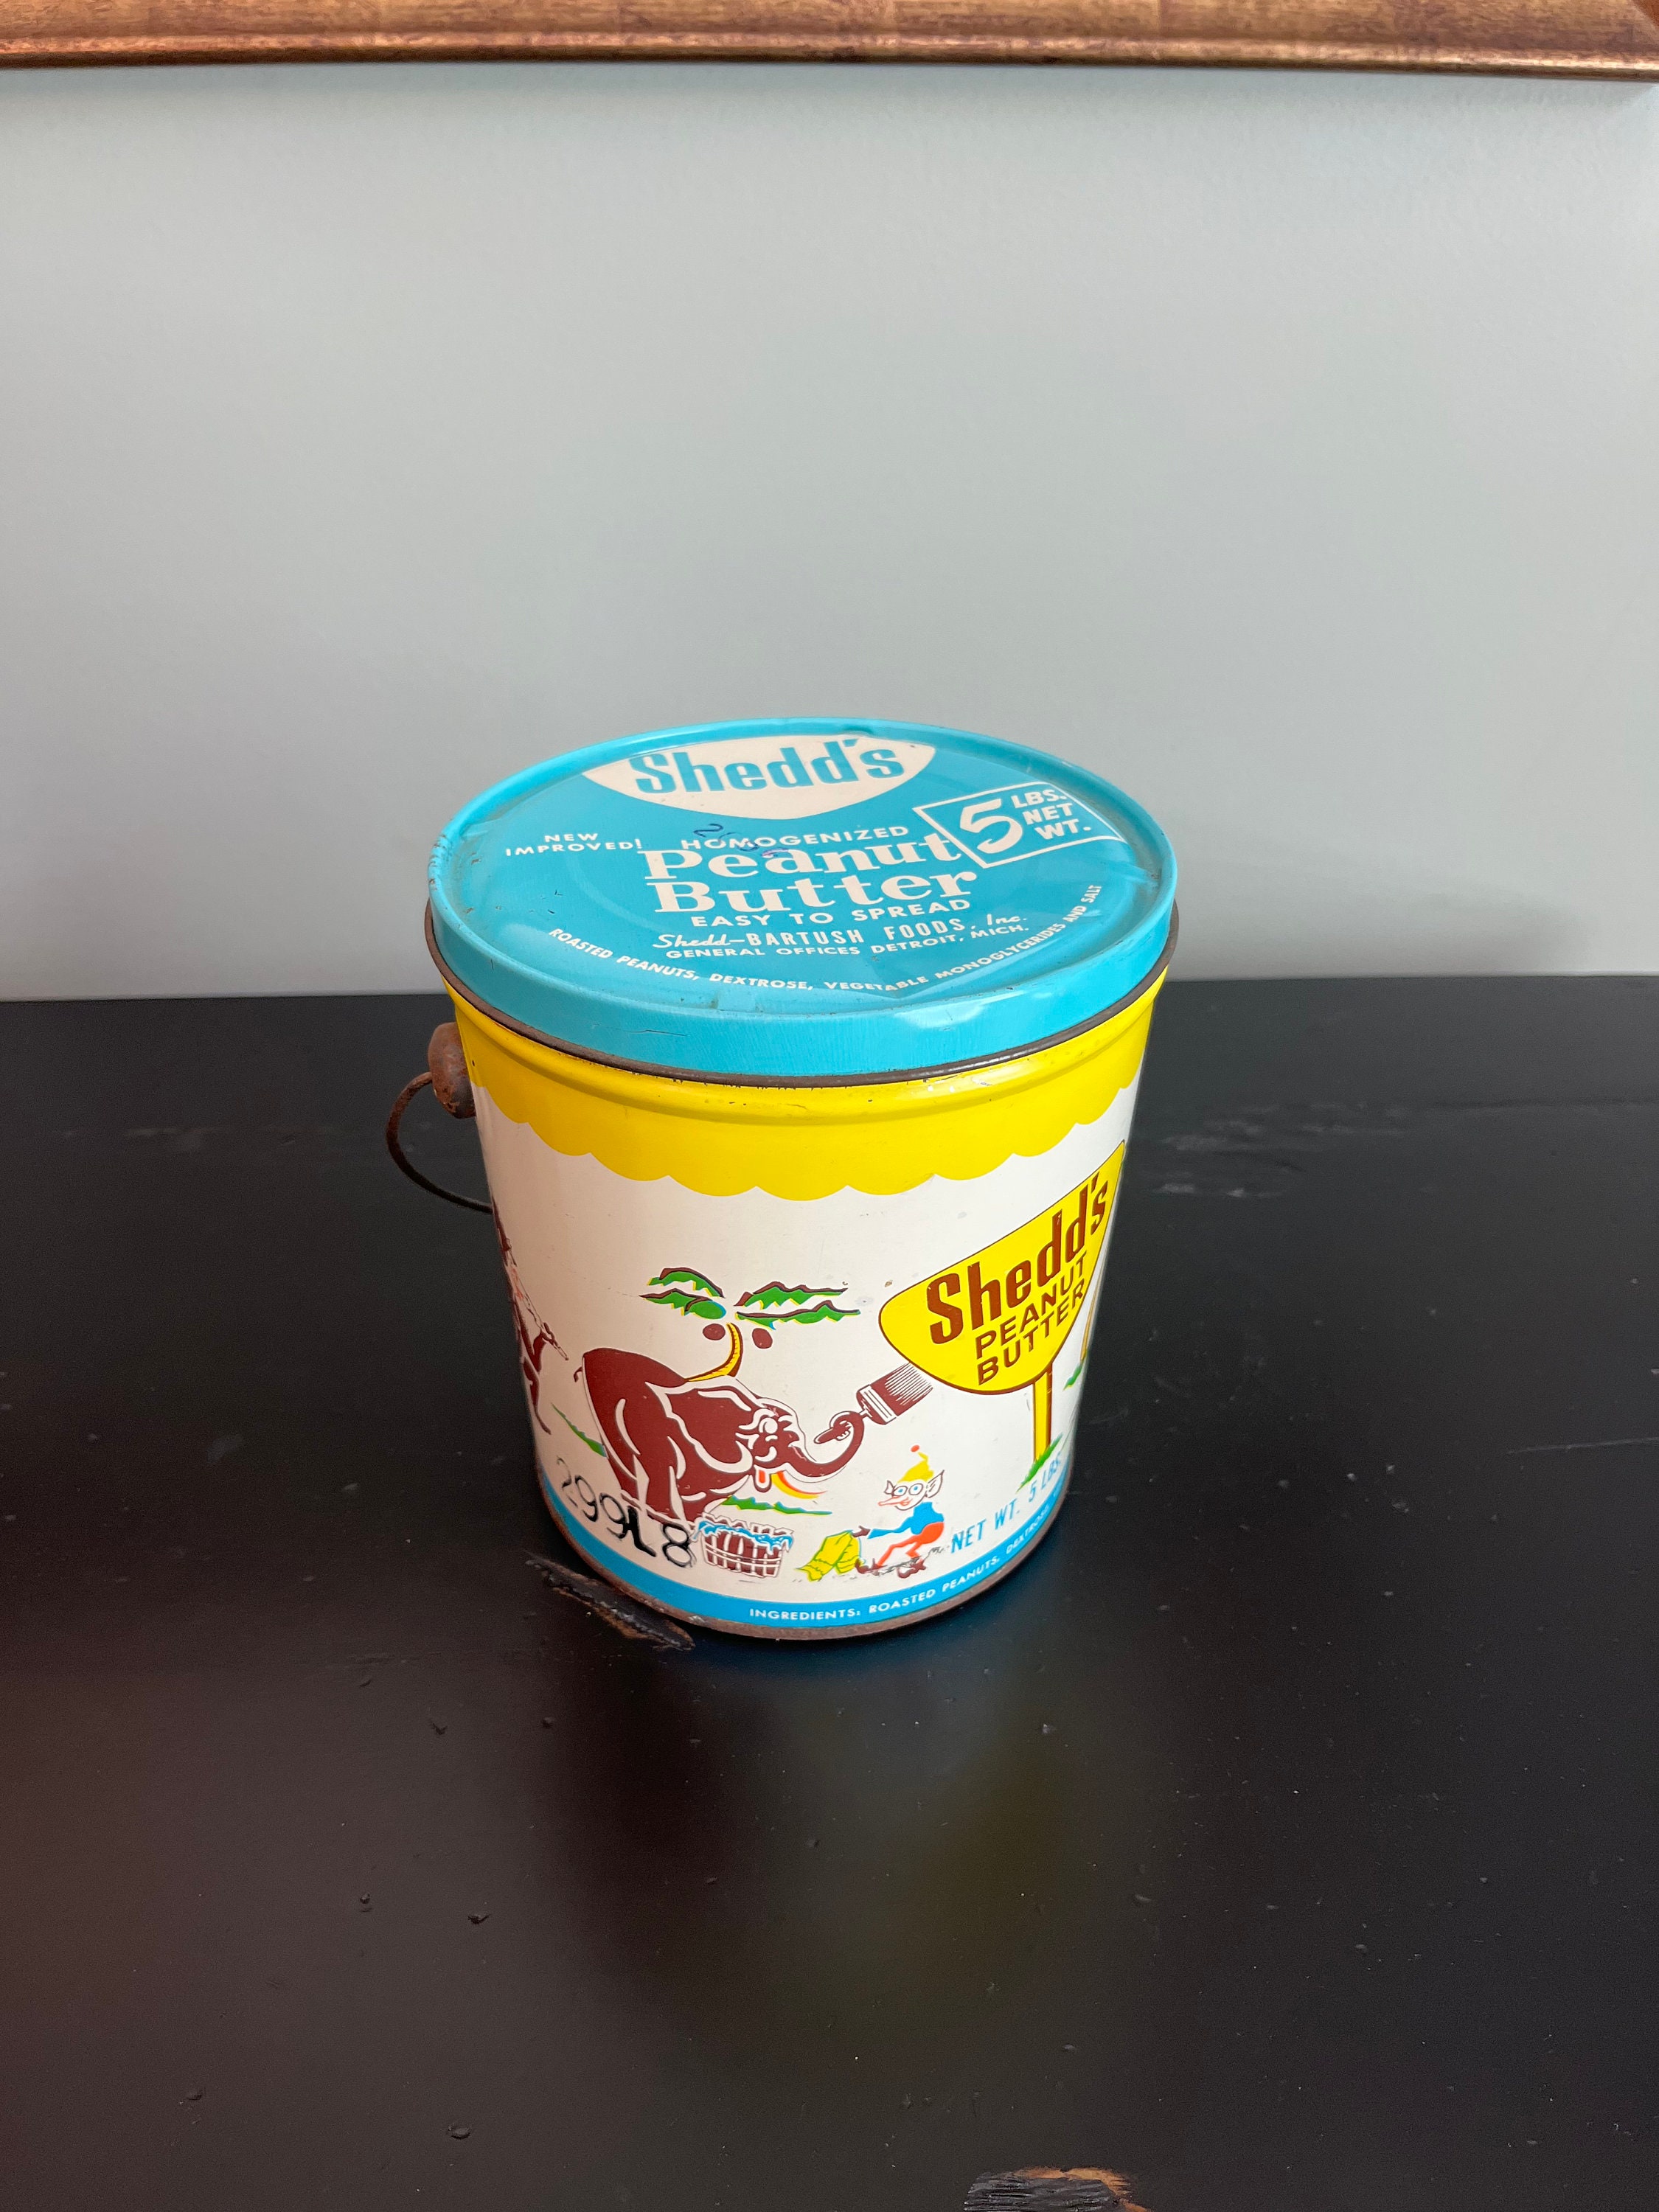 Shedd's
5 LBS.
NET
WT.
NEW
IMPROVED!
HOMOGENIZED
Peanut
Butter
EASY TO SPREAD
Shedd-BARTUSH FOODS, Inc.
GENERAL OFFICES DETROIT, MICH.
ROASTED PEANUTS, DEXTROSE, VEGETABLE MONOGLYCERIDES AND SALT
Shedd's
PEANUT
BUTTER
NET WT. 5 LBS.
INGREDIENTS: ROASTED PEANUTS,